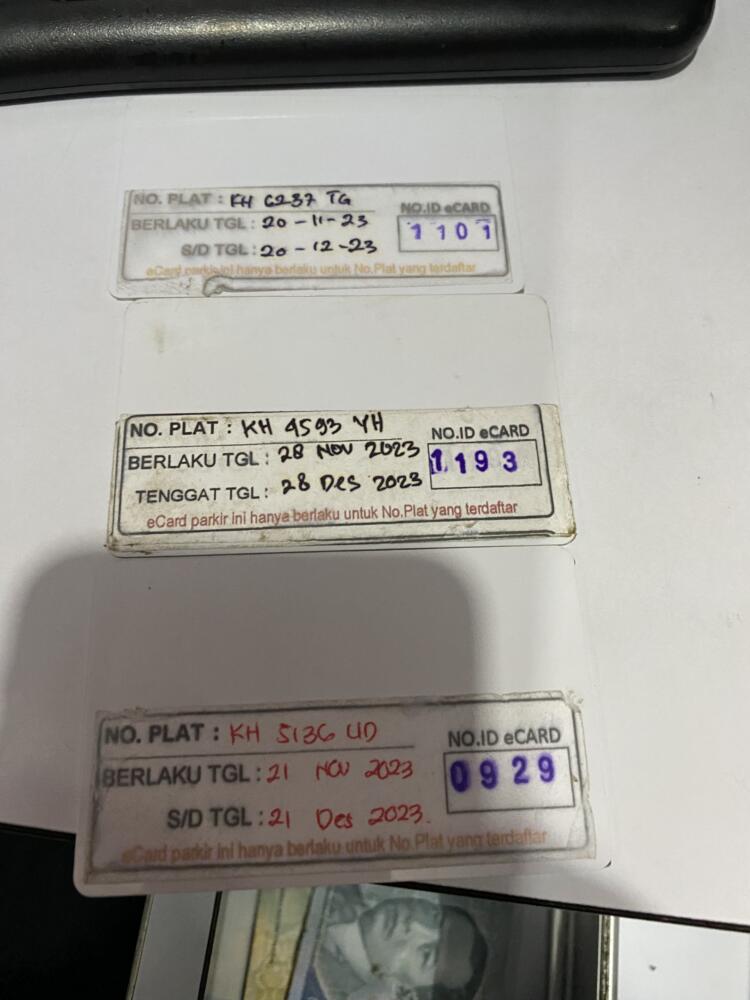 NO. PLAT : KH 6237 TG
NO.ID eCARD
BERLAKU TGL : 20 - 11 - 23
1101
S/D TGL : 20 - 12 - 23
eCard parkir ini hanya berlaku untuk No.Plat yang terdaftar
NO. PLAT : KH 4593 YH
NO.ID eCARD
BERLAKU TGL : 28 NOV 2023
1193
TENGGAT TGL : 28 Des 2023
eCard parkir ini hanya berlaku untuk No.Plat yang terdaftar
NO. PLAT : KH 5136 UD
NO.ID eCARD
BERLAKU TGL : 21 NOV 2023
0929
S/D TGL : 21 Des 2023.
eCard parkir ini hanya berlaku untuk No.Plat yang terdaftar